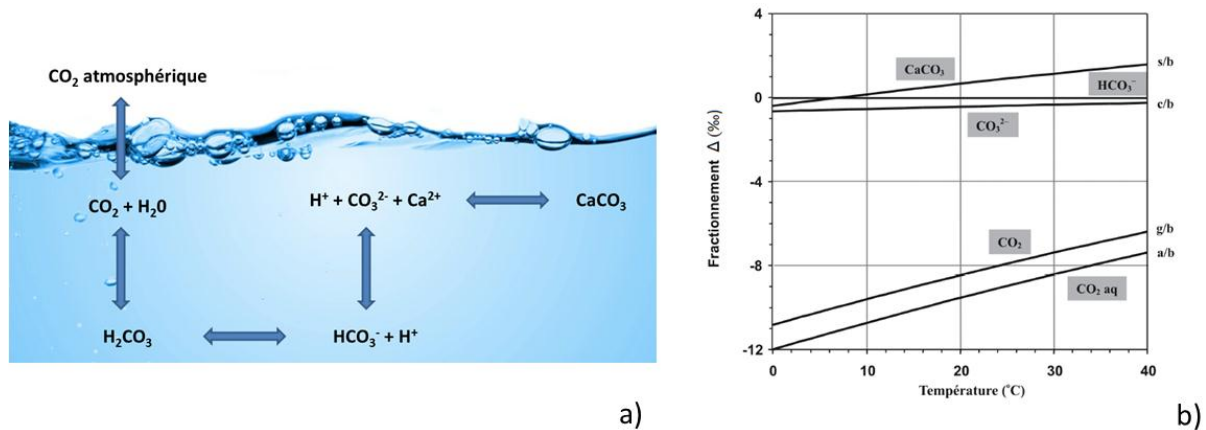 CO₂ atmosphérique
CO₂ + H₂0
H⁺ + CO₃²⁻ + Ca²⁺
CaCO₃
H₂CO₃
HCO₃⁻ + H⁺
a)
Fractionnement Δ (‰)
4
0
-4
-8
-12
0
10
20
30
40
Température (°C)
CaCO₃
s/b
HCO₃⁻
c/b
CO₃²⁻
CO₂
g/b
a/b
CO₂ aq
b)